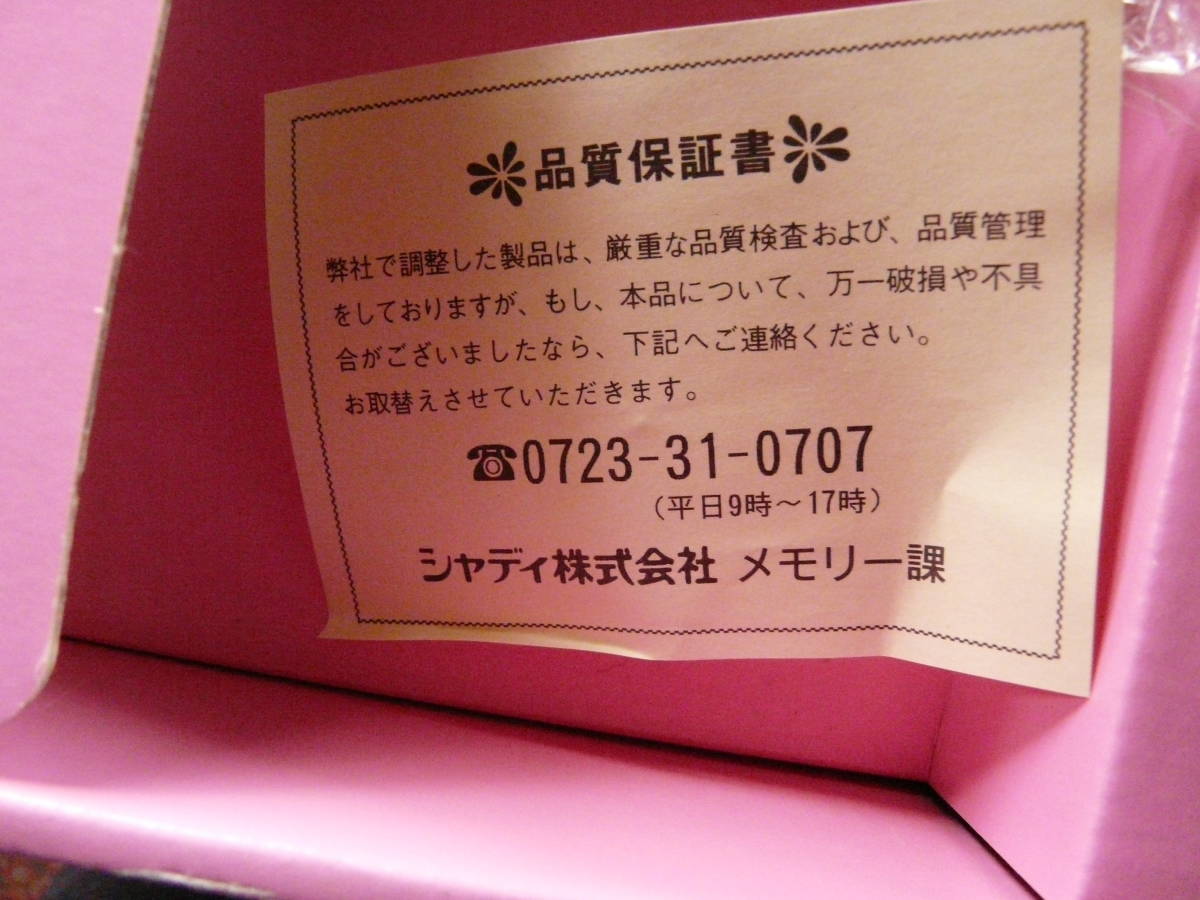 品質保証書
弊社で調整した製品は、厳重な品質検査および、品質管理
をしておりますが、もし、本品について、万一破損や不具
合がございましたなら、下記へご連絡ください。
お取替えさせていただきます。
☎0723-31-0707
（平日9時～17時）
シャディ株式会社 メモリー課